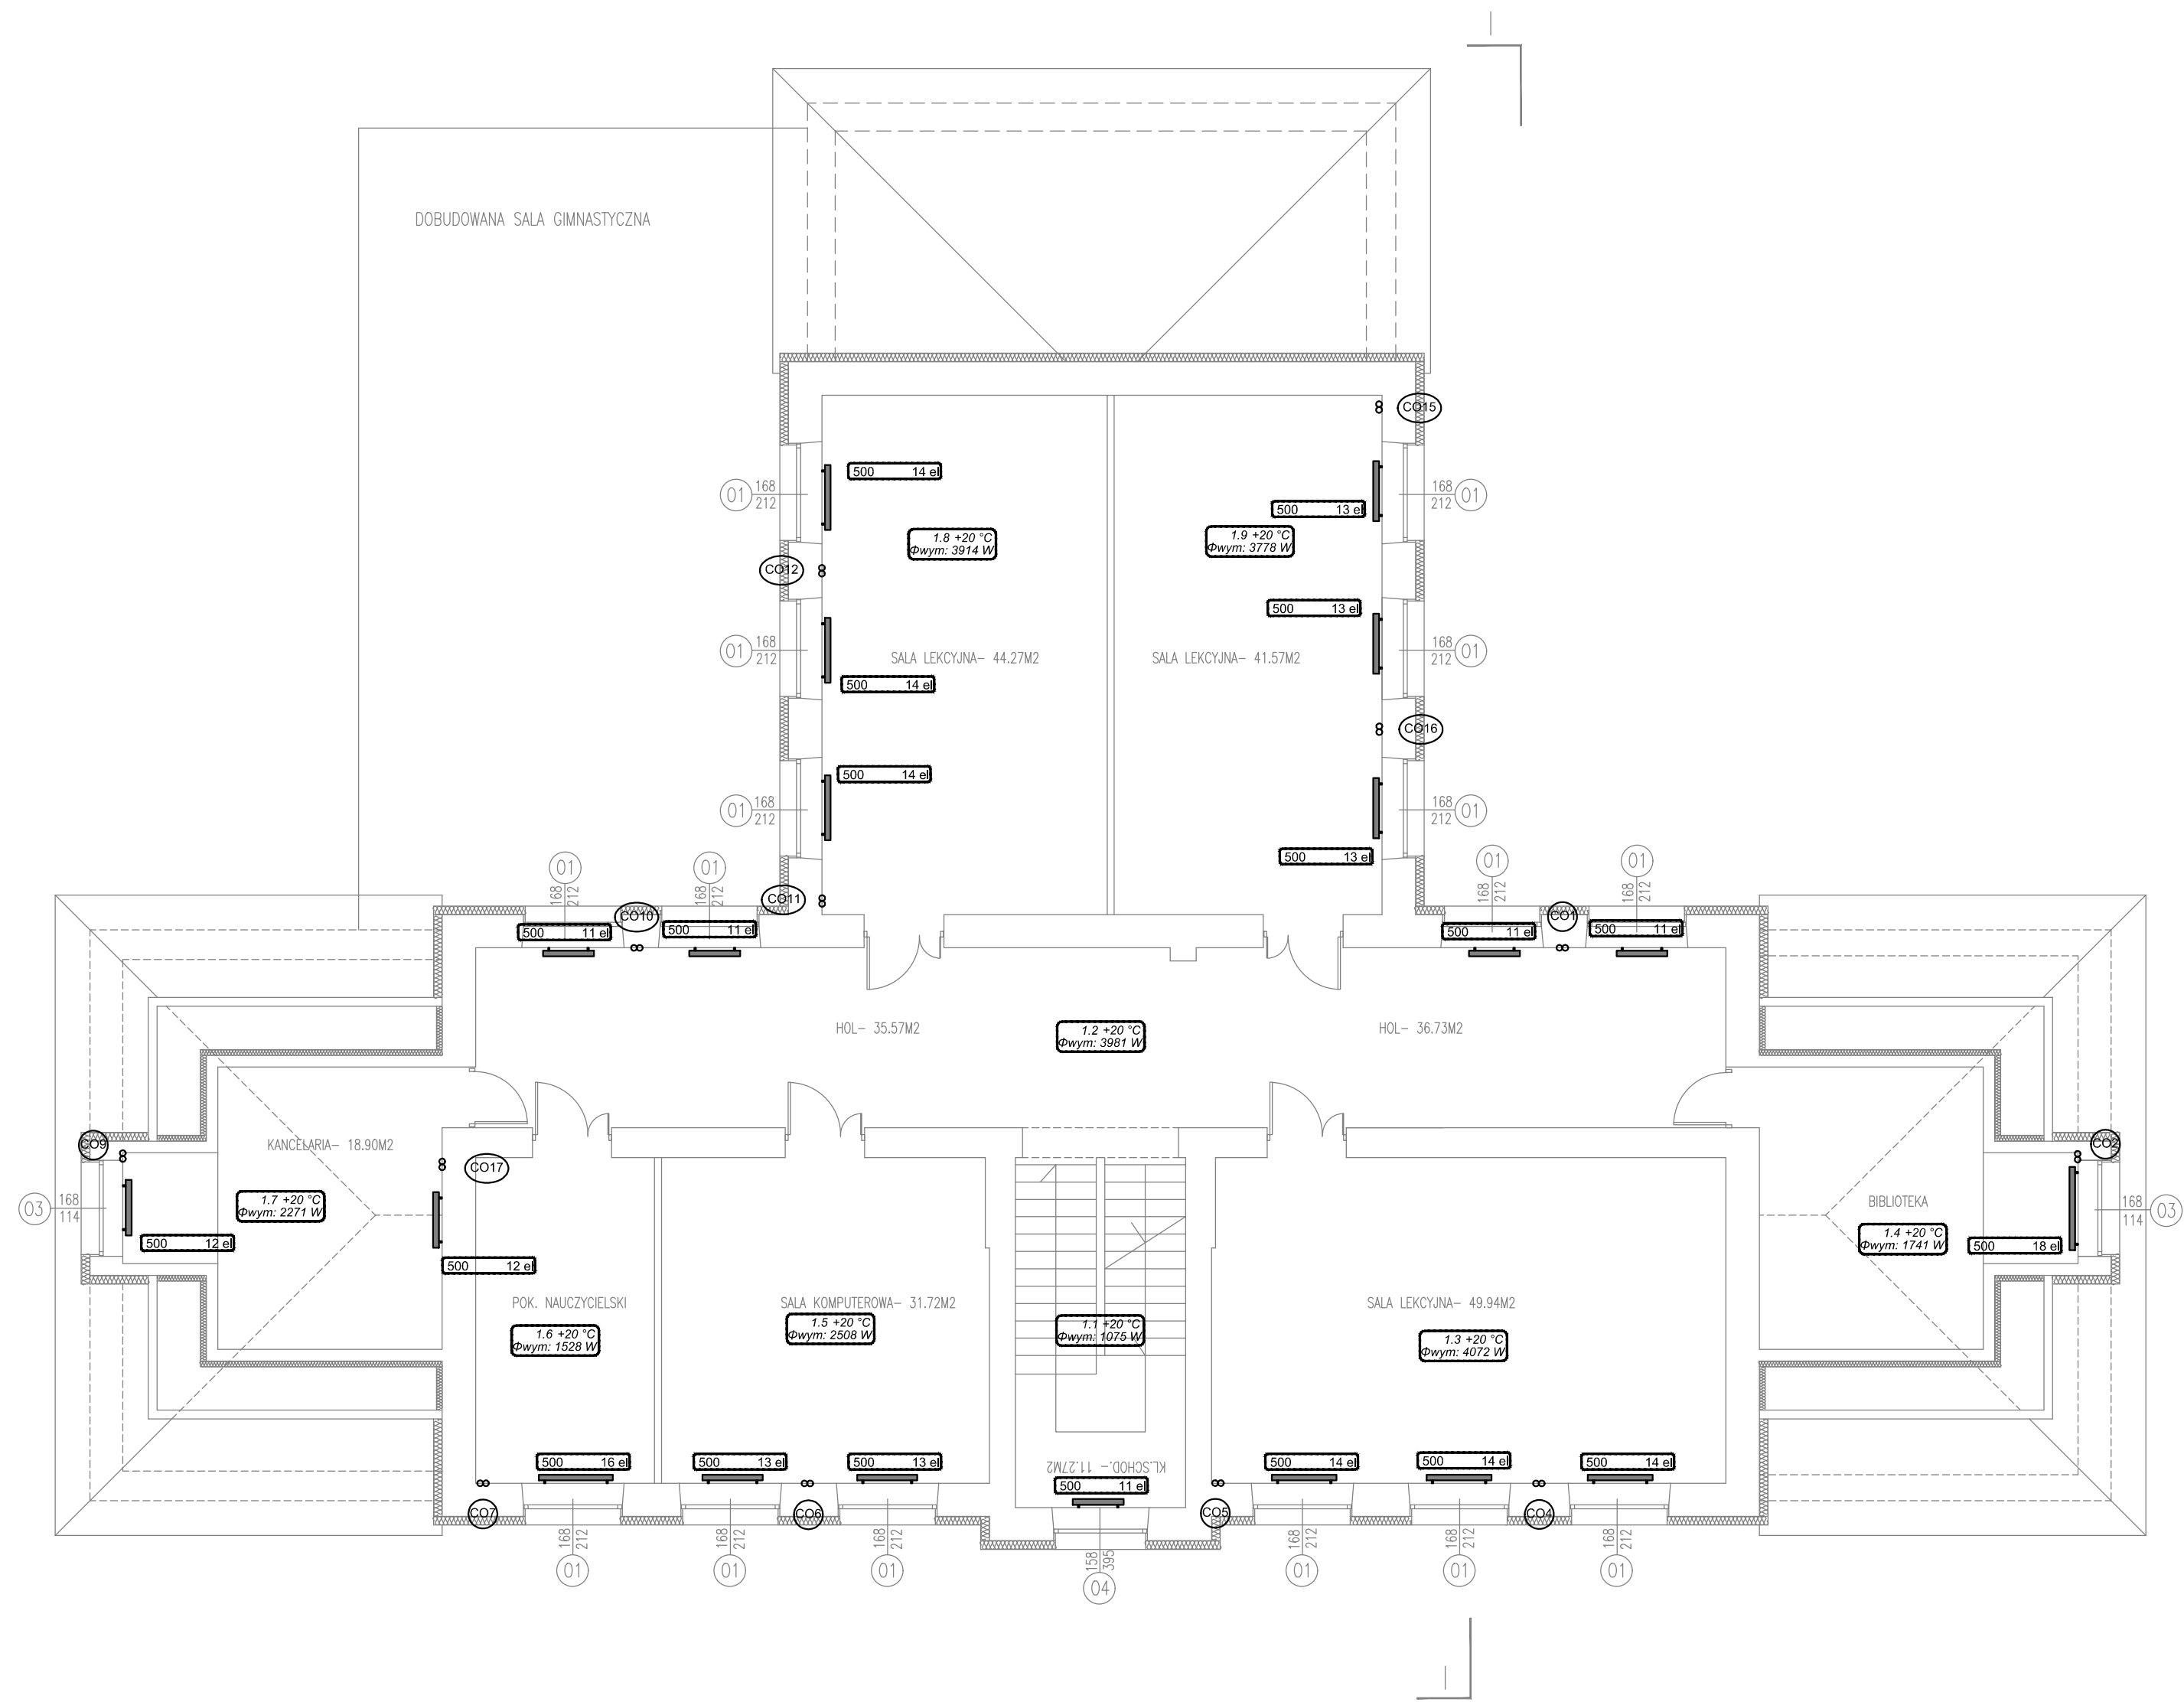 DOBUDOWANA SALA GIMNASTYCZNA
CO15
500 14 el
01 168
212
168
212 01
500 13 el
1.8 +20 °C
Φwym: 3914 W
1.9 +20 °C
Φwym: 3778 W
CO12
500 13 el
01 168
212
SALA LEKCYJNA- 44.27M2
SALA LEKCYJNA- 41.57M2
168
212 01
500 14 el
CO16
500 14 el
01 168
212
168
212 01
500 13 el
01
168
212
01
168
212
CO11
01
168
212
01
168
212
CO10
CO1
500 11 el
500 11 el
500 11 el
500 11 el
HOL- 35.57M2
1.2 +20 °C
Φwym: 3981 W
HOL- 36.73M2
CO9
KANCELARIA- 18.90M2
CO2
CO17
03 168
114
1.7 +20 °C
Φwym: 2271 W
BIBLIOTEKA
168
114 03
500 12 el
1.4 +20 °C
Φwym: 1741 W
500 18 el
500 12 el
POK. NAUCZYCIELSKI
SALA KOMPUTEROWA- 31.72M2
SALA LEKCYJNA- 49.94M2
1.6 +20 °C
Φwym: 1528 W
1.5 +20 °C
Φwym: 2508 W
1.1 +20 °C
Φwym: 1075 W
1.3 +20 °C
Φwym: 4072 W
500 16 el
500 13 el
500 13 el
KL.SCHOD.- 11.27M2
500 11 el
500 14 el
500 14 el
500 14 el
CO7
CO6
CO5
CO4
168
212
01
168
212
01
168
212
01
158
395
04
168
212
01
168
212
01
168
212
01